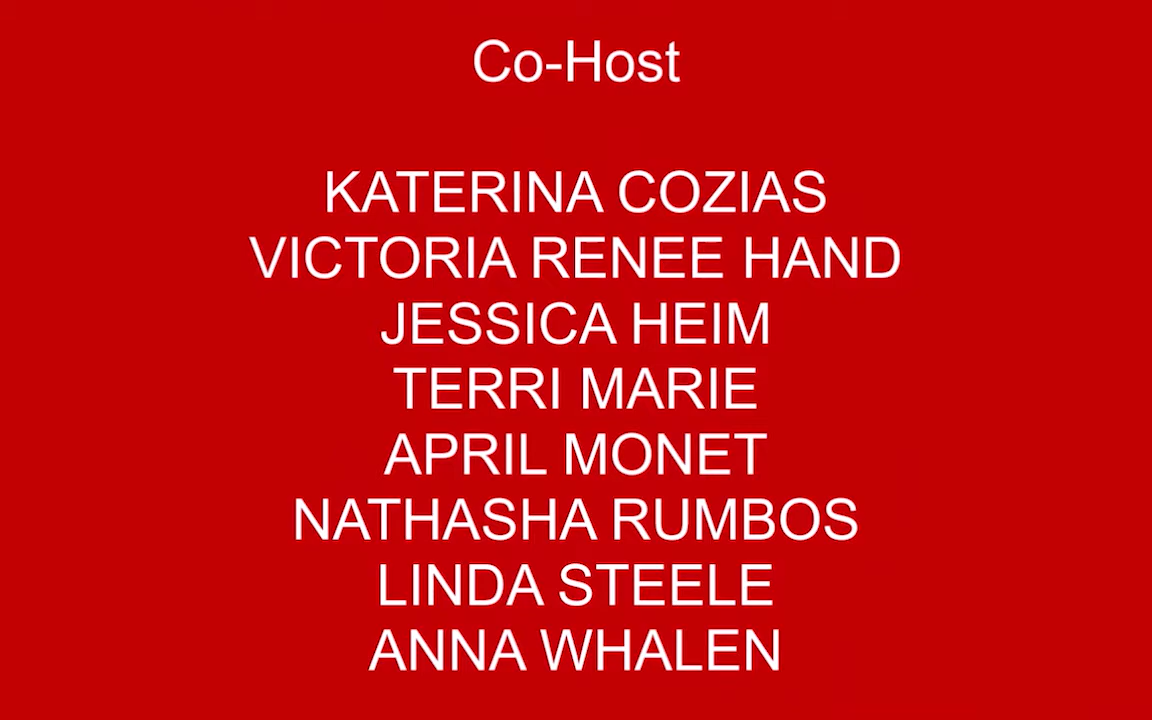 Co-Host
KATERINA COZIAS
VICTORIA RENEE HAND
JESSICA HEIM
TERRI MARIE
APRIL MONET
NATHASHA RUMBOS
LINDA STEELE
ANNA WHALEN